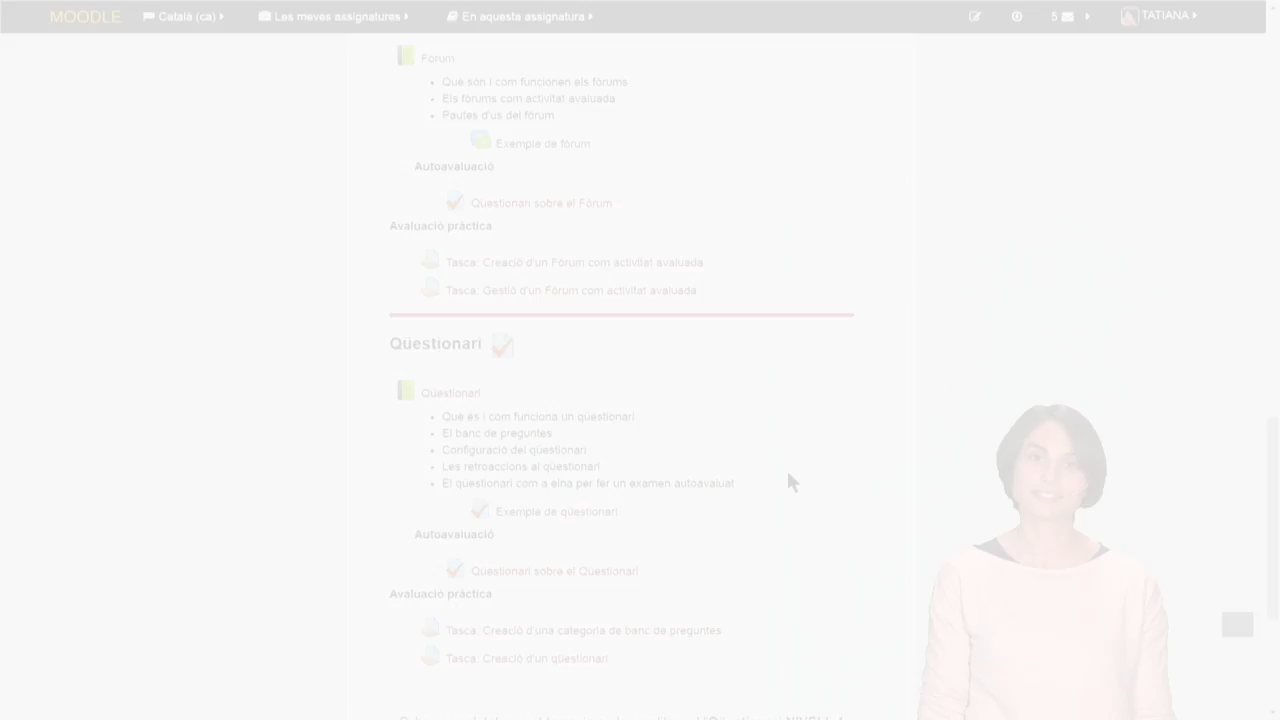 MOODLE Català (ca) Les meves assignatures En aquesta assignatura 5 TATIANA
Fòrum
Què són i com funcionen els fòrums
Els fòrums com activitat avaluada
Pautes d'ús del fòrum
Exemple de fòrum
Autoavaluació
Qüestionari sobre el Fòrum
Avaluació pràctica
Tasca: Creació d'un Fòrum com activitat avaluada
Tasca: Gestió d'un Fòrum com activitat avaluada
Qüestionari
Qüestionari
Què és i com funciona un qüestionari
El banc de preguntes
Configuració del qüestionari
Les retroaccions al qüestionari
El qüestionari com a eina per fer un examen autoavaluat
Exemple de qüestionari
Autoavaluació
Qüestionari sobre el Qüestionari
Avaluació pràctica
Tasca: Creació d'una categoria de banc de preguntes
Tasca: Creació d'un qüestionari